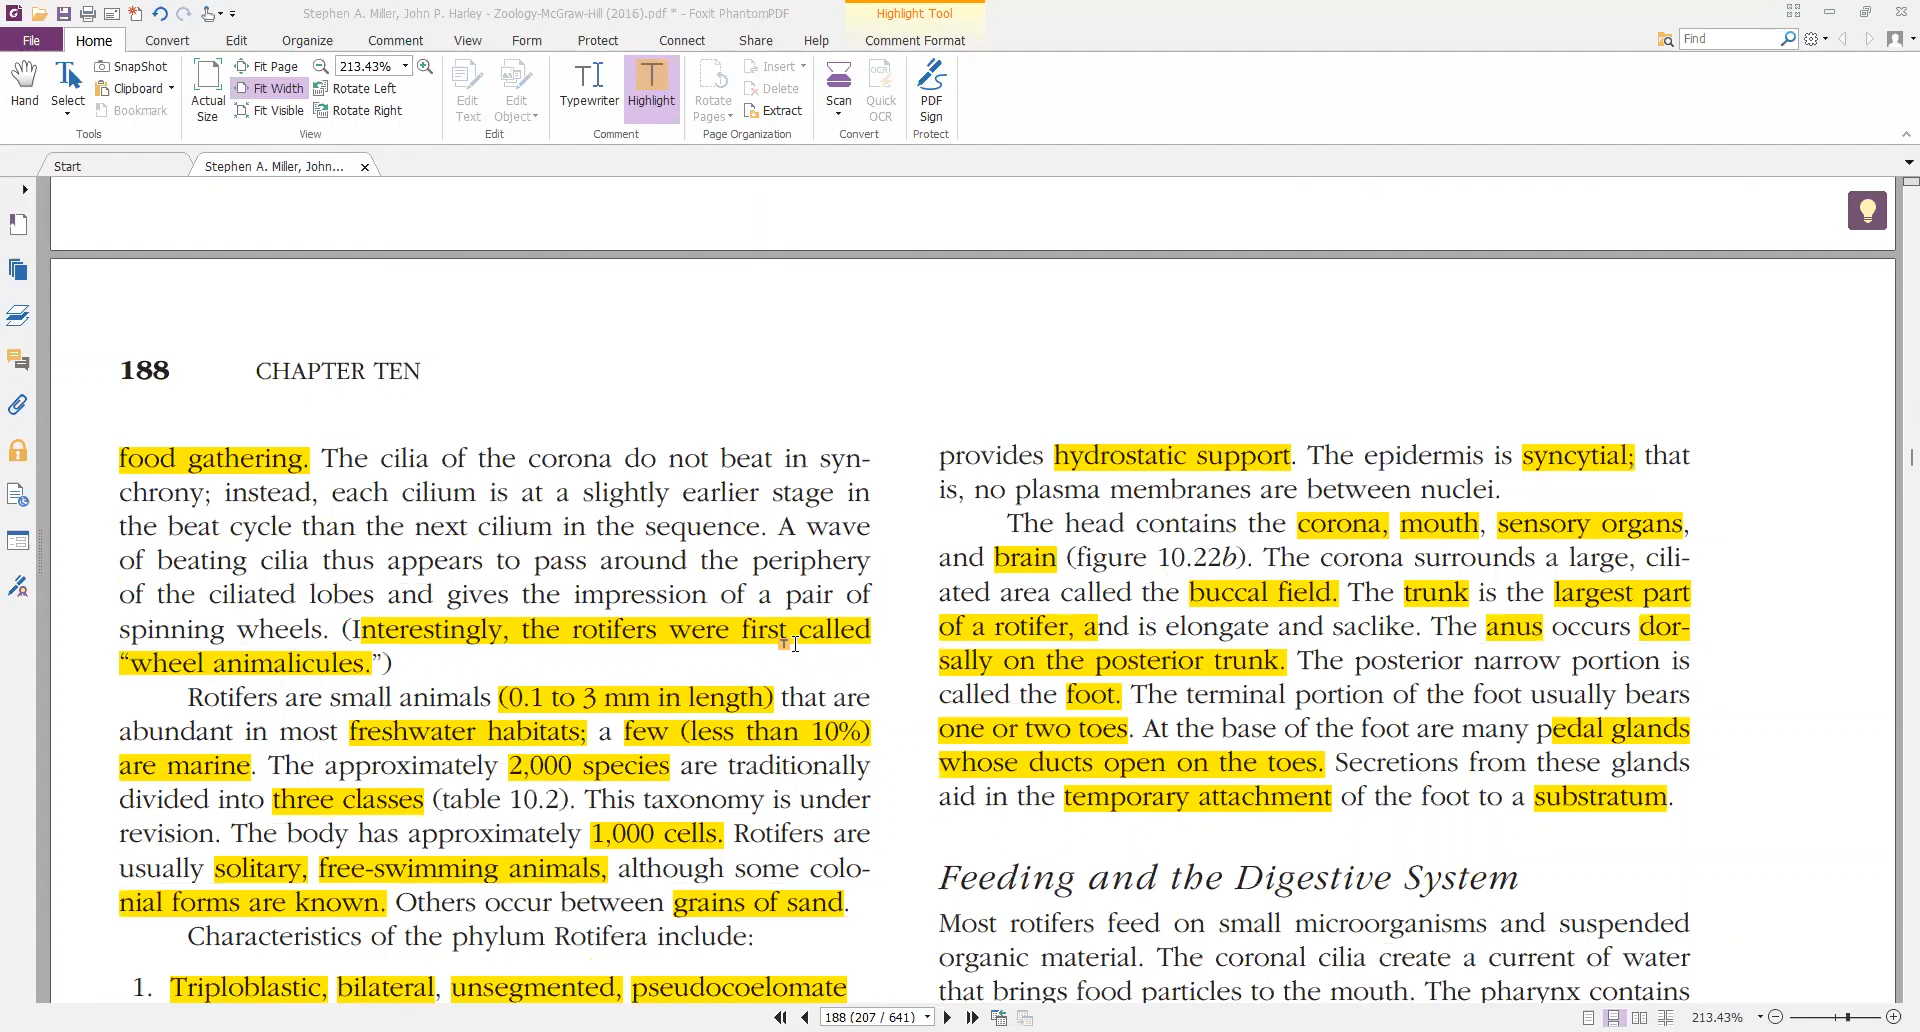 Stephen A. Miller, John P. Harley - Zoology-McGraw-Hill (2016).pdf * - Foxit PhantomPDF
Highlight Tool
File
Home
Convert
Edit
Organize
Comment
View
Form
Protect
Connect
Share
Help
Comment Format
Find
Hand
Select
SnapShot
Clipboard
Bookmark
Tools
Actual
Size
Fit Page
Fit Width
Fit Visible
213.43%
Rotate Left
Rotate Right
View
Edit
Text
Edit
Object
Edit
Typewriter
Highlight
Comment
Rotate
Pages
Insert
Delete
Extract
Page Organization
Scan
Quick
OCR
Convert
PDF
Sign
Protect
Start
Stephen A. Miller, John...
188 CHAPTER TEN
food gathering. The cilia of the corona do not beat in syn-
chrony; instead, each cilium is at a slightly earlier stage in
the beat cycle than the next cilium in the sequence. A wave
of beating cilia thus appears to pass around the periphery
of the ciliated lobes and gives the impression of a pair of
spinning wheels. (Interestingly, the rotifers were first called
“wheel animalicules.”)
Rotifers are small animals (0.1 to 3 mm in length) that are
abundant in most freshwater habitats; a few (less than 10%)
are marine. The approximately 2,000 species are traditionally
divided into three classes (table 10.2). This taxonomy is under
revision. The body has approximately 1,000 cells. Rotifers are
usually solitary, free-swimming animals, although some colo-
nial forms are known. Others occur between grains of sand.
Characteristics of the phylum Rotifera include:
1. Triploblastic, bilateral, unsegmented, pseudocoelomate
provides hydrostatic support. The epidermis is syncytial; that
is, no plasma membranes are between nuclei.
The head contains the corona, mouth, sensory organs,
and brain (figure 10.22b). The corona surrounds a large, cili-
ated area called the buccal field. The trunk is the largest part
of a rotifer, and is elongate and saclike. The anus occurs dor-
sally on the posterior trunk. The posterior narrow portion is
called the foot. The terminal portion of the foot usually bears
one or two toes. At the base of the foot are many pedal glands
whose ducts open on the toes. Secretions from these glands
aid in the temporary attachment of the foot to a substratum.
Feeding and the Digestive System
Most rotifers feed on small microorganisms and suspended
organic material. The coronal cilia create a current of water
that brings food particles to the mouth. The pharynx contains
188 (207 / 641)
213.43%